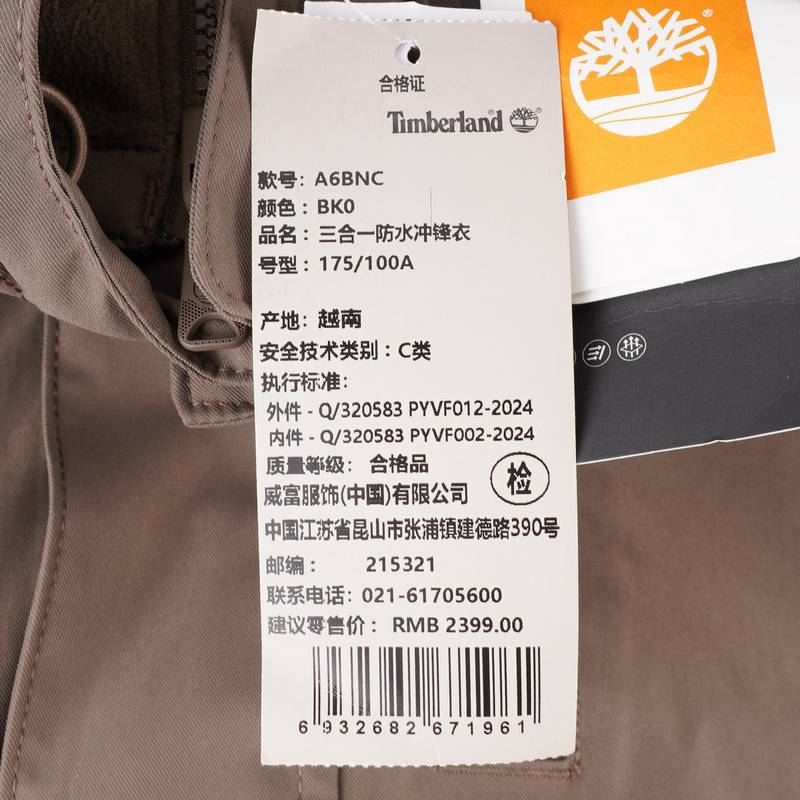 合格证
Timberland
款号: A6BNC
颜色: BK0
品名: 三合一防水冲锋衣
号型: 175/100A
产地: 越南
安全技术类别: C类
执行标准:
外件 - Q/320583 PYVF012-2024
内件 - Q/320583 PYVF002-2024
质量等级: 合格品
检
威富服饰(中国)有限公司
中国江苏省昆山市张浦镇建德路390号
邮编: 215321
联系电话: 021-61705600
建议零售价: RMB 2399.00
6 932682 671961